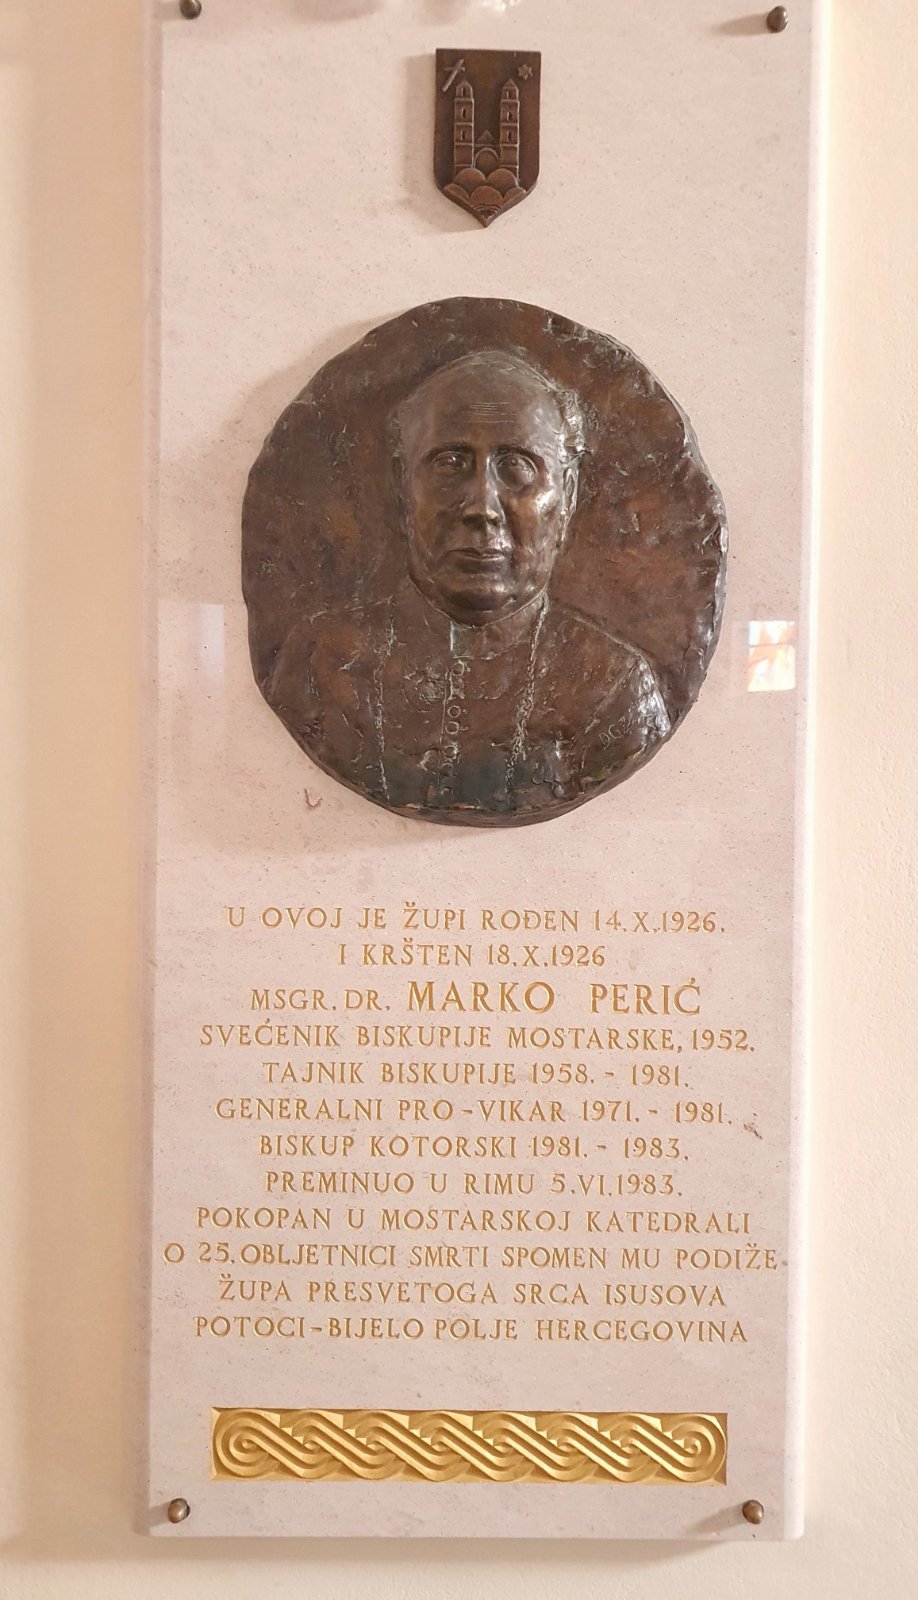 DGZ
U OVOJ JE ŽUPI ROĐEN 14.X.1926.
I KRŠTEN 18.X.1926
MSGR. DR. MARKO PERIĆ
SVEĆENIK BISKUPIJE MOSTARSKE, 1952.
TAJNIK BISKUPIJE 1958. - 1981.
GENERALNI PRO-VIKAR 1971. - 1981.
BISKUP KOTORSKI 1981. - 1983.
PREMINUO U RIMU 5.VI.1983.
POKOPAN U MOSTARSKOJ KATEDRALI
O 25. OBLJETNICI SMRTI SPOMEN MU PODIŽE
ŽUPA PRESVETOGA SRCA ISUSOVA
POTOCI-BIJELO POLJE HERCEGOVINA